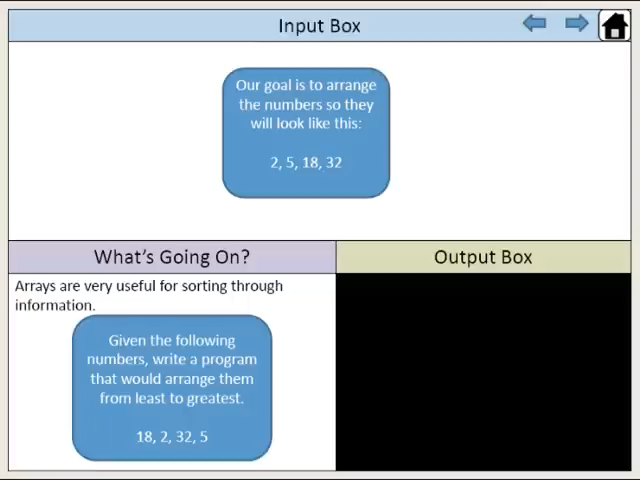 Input Box
Our goal is to arrange
the numbers so they
will look like this:
2, 5, 18, 32
What's Going On?
Output Box
Arrays are very useful for sorting through
information.
Given the following
numbers, write a program
that would arrange them
from least to greatest.
18, 2, 32, 5